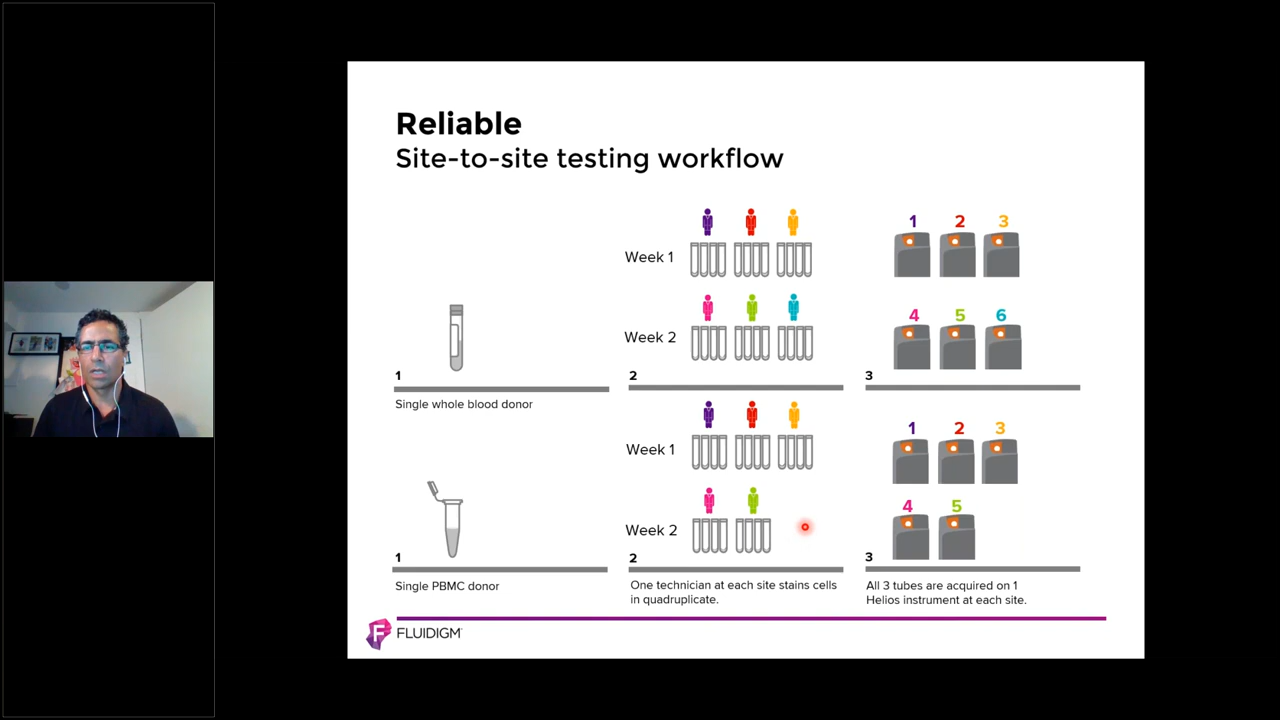 Reliable
Site-to-site testing workflow
1 2 3
Week 1
4 5 6
Week 2
1 2 3
Single whole blood donor
1 2 3
Week 1
4 5
Week 2
1 2 3
Single PBMC donor
One technician at each site stains cells
in quadruplicate.
All 3 tubes are acquired on 1
Helios instrument at each site.
F FLUIDIGM